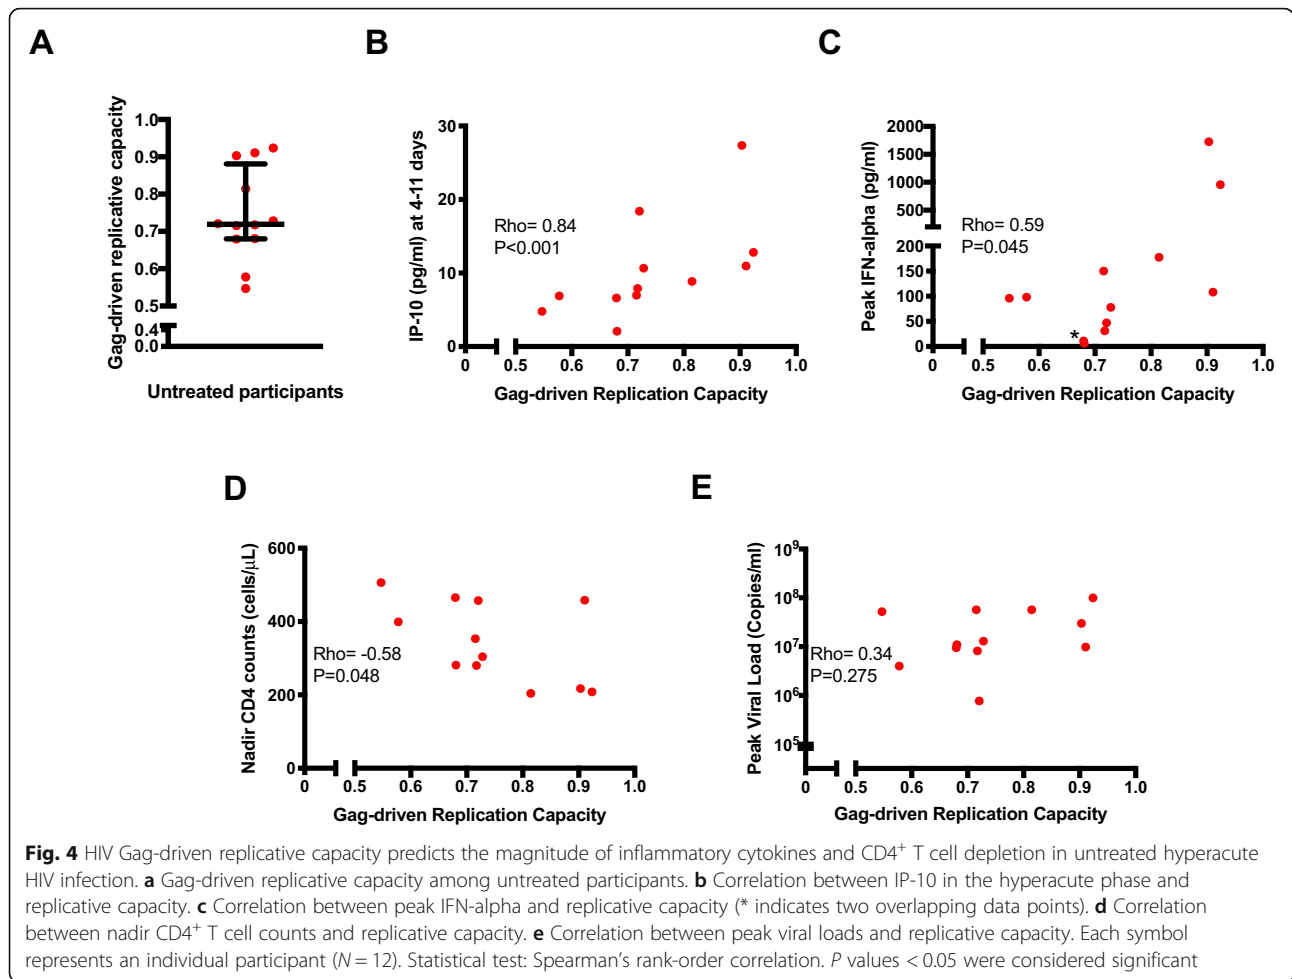 A
B
C
Gag-driven replicative capacity
1.0
0.9
0.8
0.7
0.6
0.5
0.4
0.0
Untreated participants
IP-10 (pg/ml) at 4-11 days
30
20
10
0
Rho= 0.84
P<0.001
0 0.5 0.6 0.7 0.8 0.9 1.0
Gag-driven Replication Capacity
Peak IFN-alpha (pg/ml)
2000
1500
1000
500
200
150
100
50
0
Rho= 0.59
P=0.045
*
0 0.5 0.6 0.7 0.8 0.9 1.0
Gag-driven Replication Capacity
D
E
Nadir CD4 counts (cells/μL)
600
400
200
0
Rho= -0.58
P=0.048
0 0.5 0.6 0.7 0.8 0.9 1.0
Gag-driven Replication Capacity
Peak Viral Load (Copies/ml)
10⁹
10⁸
10⁷
10⁶
10⁵
Rho= 0.34
P=0.275
0 0.5 0.6 0.7 0.8 0.9 1.0
Gag-driven Replication Capacity
Fig. 4 HIV Gag-driven replicative capacity predicts the magnitude of inflammatory cytokines and CD4⁺ T cell depletion in untreated hyperacute
HIV infection. a Gag-driven replicative capacity among untreated participants. b Correlation between IP-10 in the hyperacute phase and
replicative capacity. c Correlation between peak IFN-alpha and replicative capacity (* indicates two overlapping data points). d Correlation
between nadir CD4⁺ T cell counts and replicative capacity. e Correlation between peak viral loads and replicative capacity. Each symbol
represents an individual participant (N = 12). Statistical test: Spearman's rank-order correlation. P values < 0.05 were considered significant